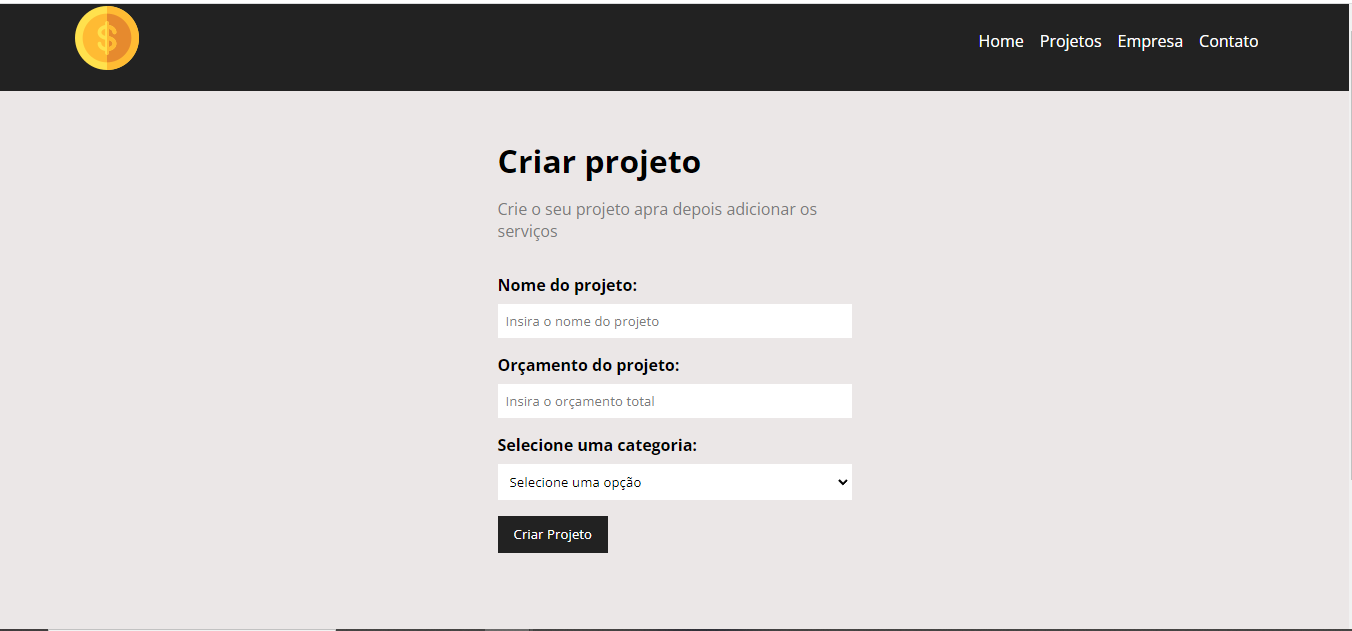 $
Home Projetos Empresa Contato
Criar projeto
Crie o seu projeto apra depois adicionar os
serviços
Nome do projeto:
Insira o nome do projeto
Orçamento do projeto:
Insira o orçamento total
Selecione uma categoria:
Selecione uma opção
Criar Projeto